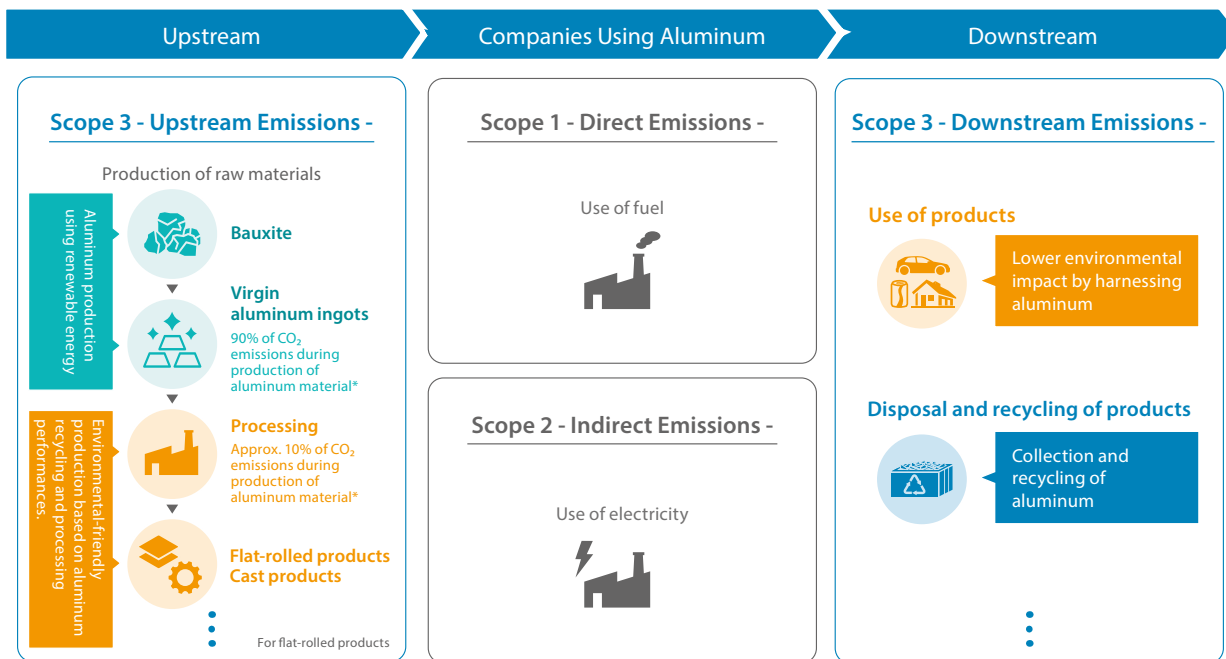 Upstream
Companies Using Aluminum
Downstream
Scope 3 - Upstream Emissions -
Production of raw materials
Aluminum production
using renewable energy
Bauxite
Virgin
aluminum ingots
90% of CO₂
emissions during
production of
aluminum material*
Environmental-friendly
production based on aluminum
recycling and processing
performances.
Processing
Approx. 10% of CO₂
emissions during
production of
aluminum material*
Flat-rolled products
Cast products
For flat-rolled products
Scope 1 - Direct Emissions -
Use of fuel
Scope 2 - Indirect Emissions -
Use of electricity
Scope 3 - Downstream Emissions -
Use of products
Lower environmental
impact by harnessing
aluminum
Disposal and recycling of products
Collection and
recycling of
aluminum